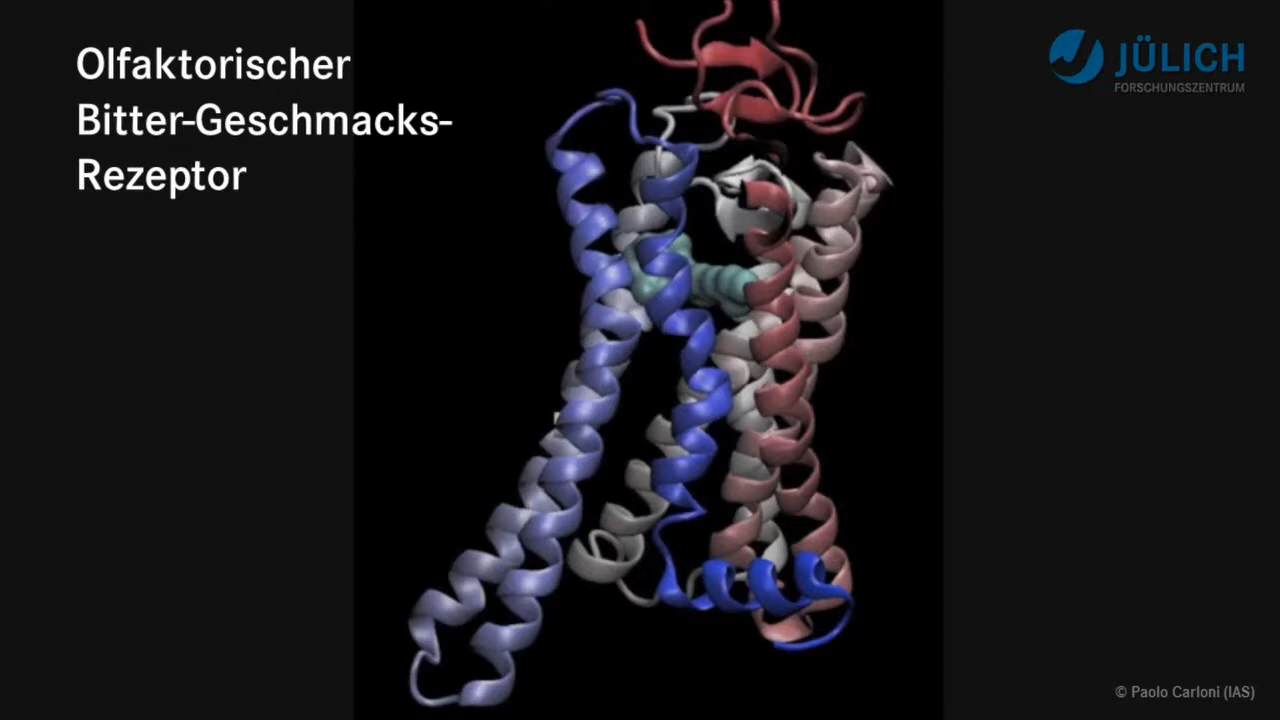 Olfaktorischer
Bitter-Geschmacks-
Rezeptor
JÜLICH
FORSCHUNGSZENTRUM
© Paolo Carloni (IAS)